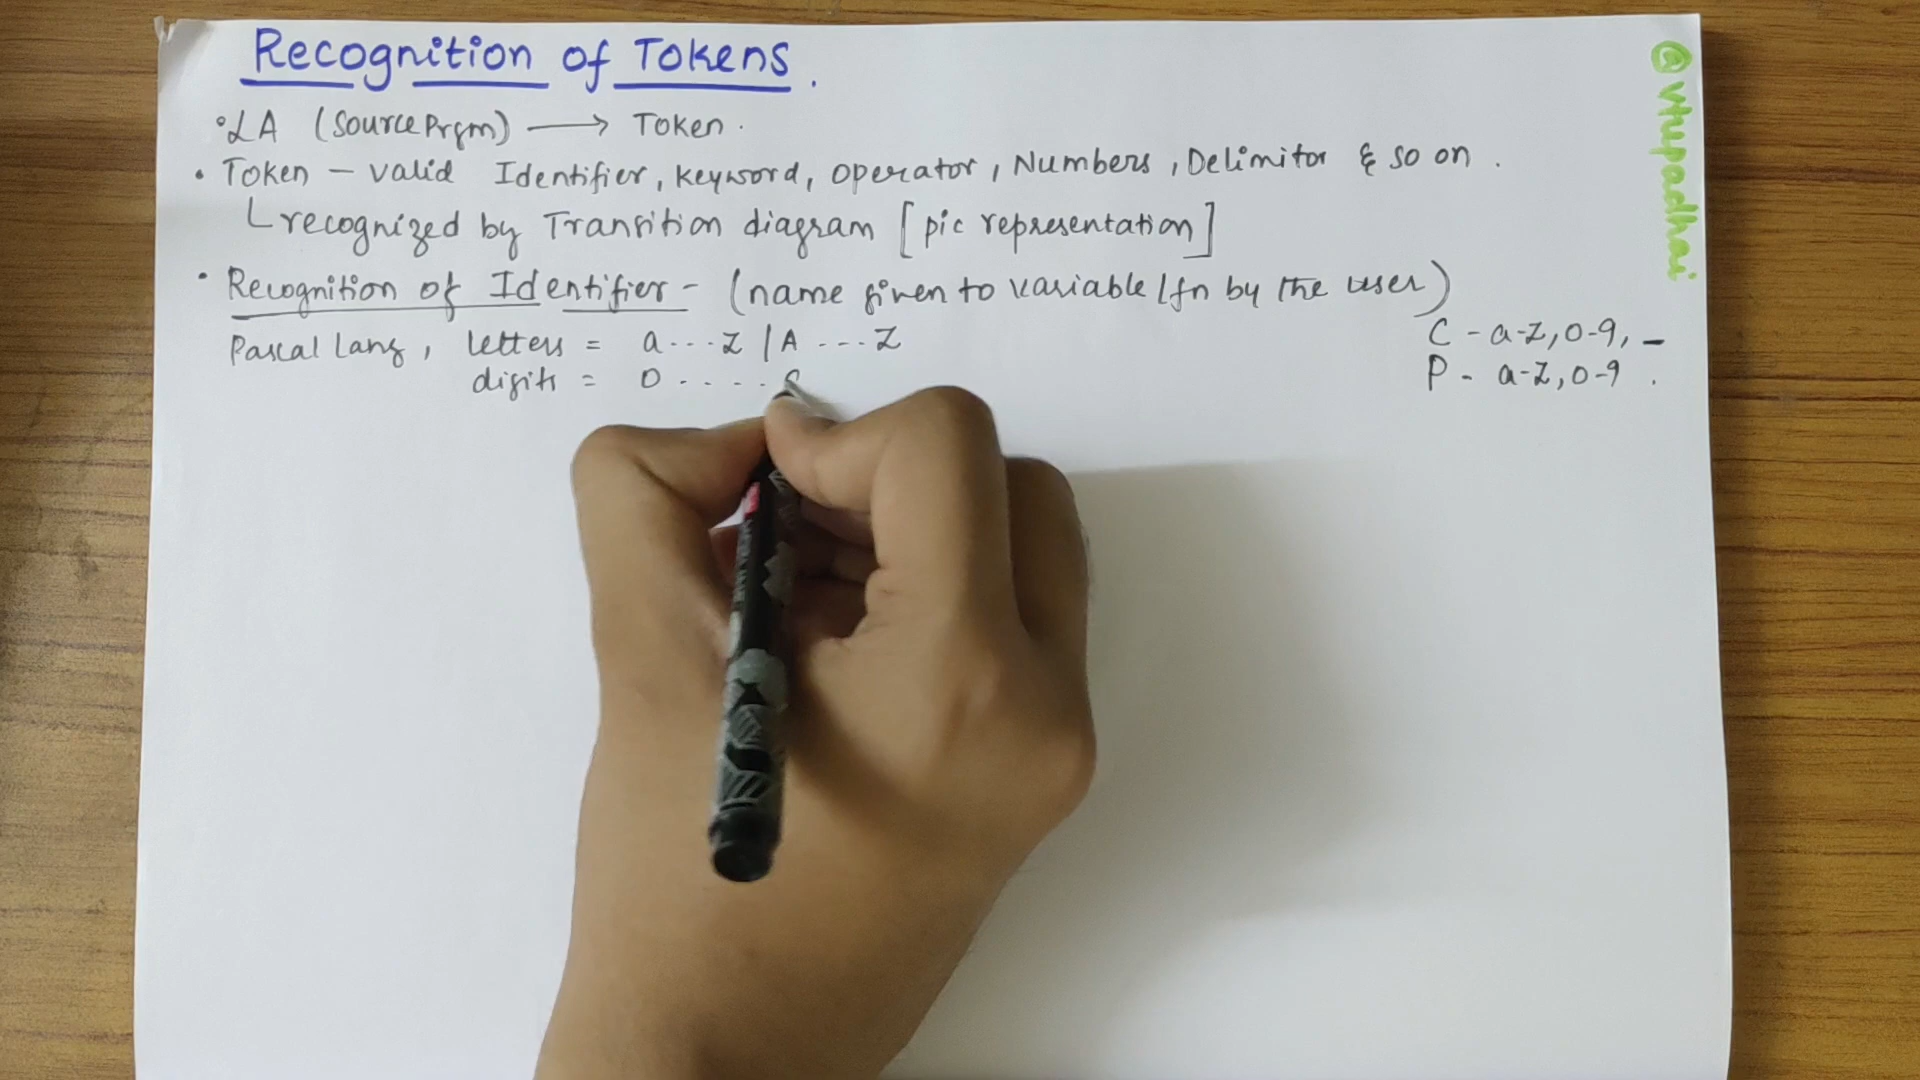 Recognition of Tokens.
LA (Source Prgm) → Token.
• Token - valid Identifier, keyword, operator, Numbers, Delimitor & so on.
recognized by Transition diagram [pic representation]
• Recognition of Identifier - (name given to variable/fn by the user)
Pascal Lang, letters = a...z | A...Z
digits = 0.....9
C - a-z, 0-9, _
P - a-z, 0-9.
@vtupadhai